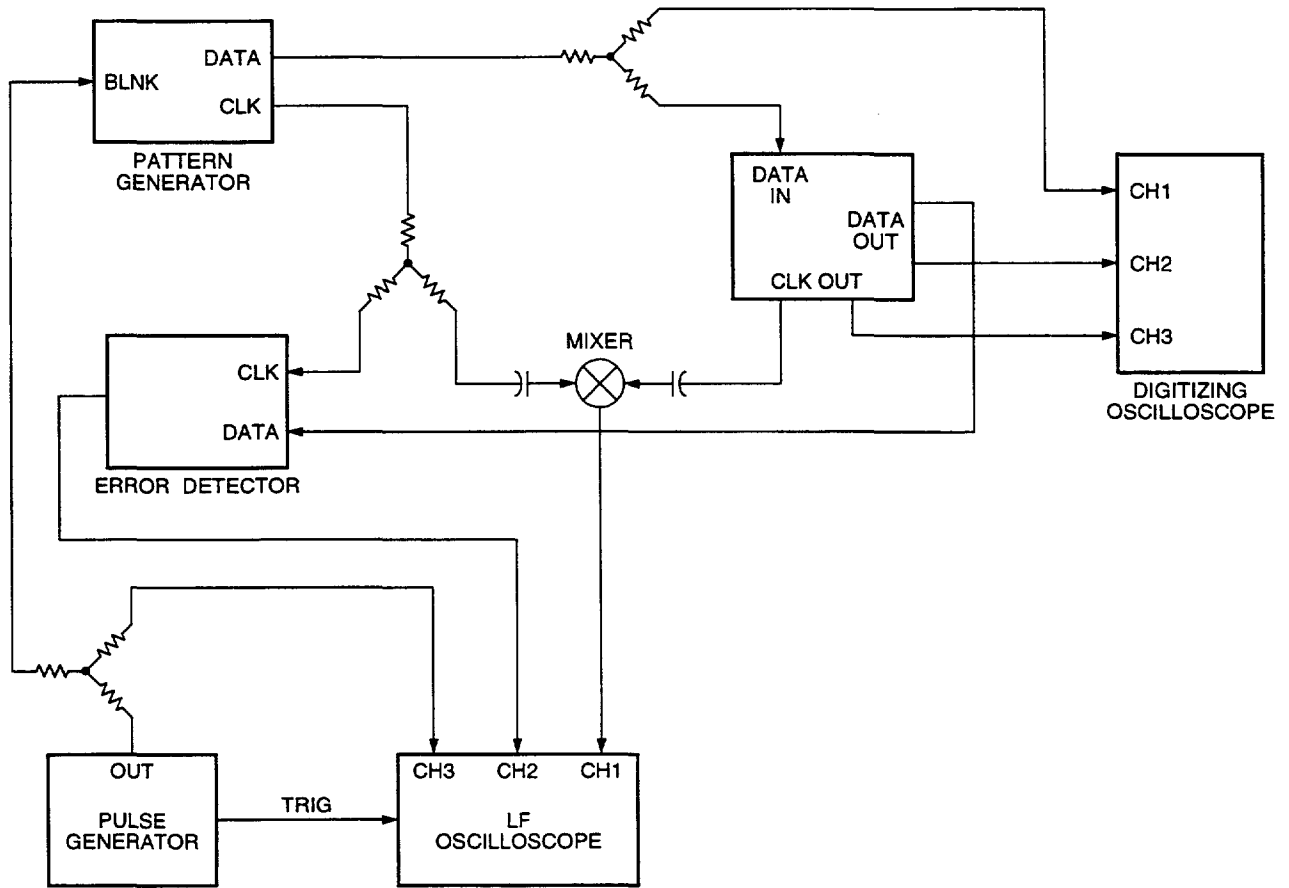 DATA
BLNK
CLK
PATTERN
GENERATOR
DATA
IN
DATA
OUT
CLK OUT
CH1
CH2
CH3
DIGITIZING
OSCILLOSCOPE
MIXER
CLK
DATA
ERROR DETECTOR
OUT
PULSE
GENERATOR
TRIG
CH3 CH2 CH1
LF
OSCILLOSCOPE